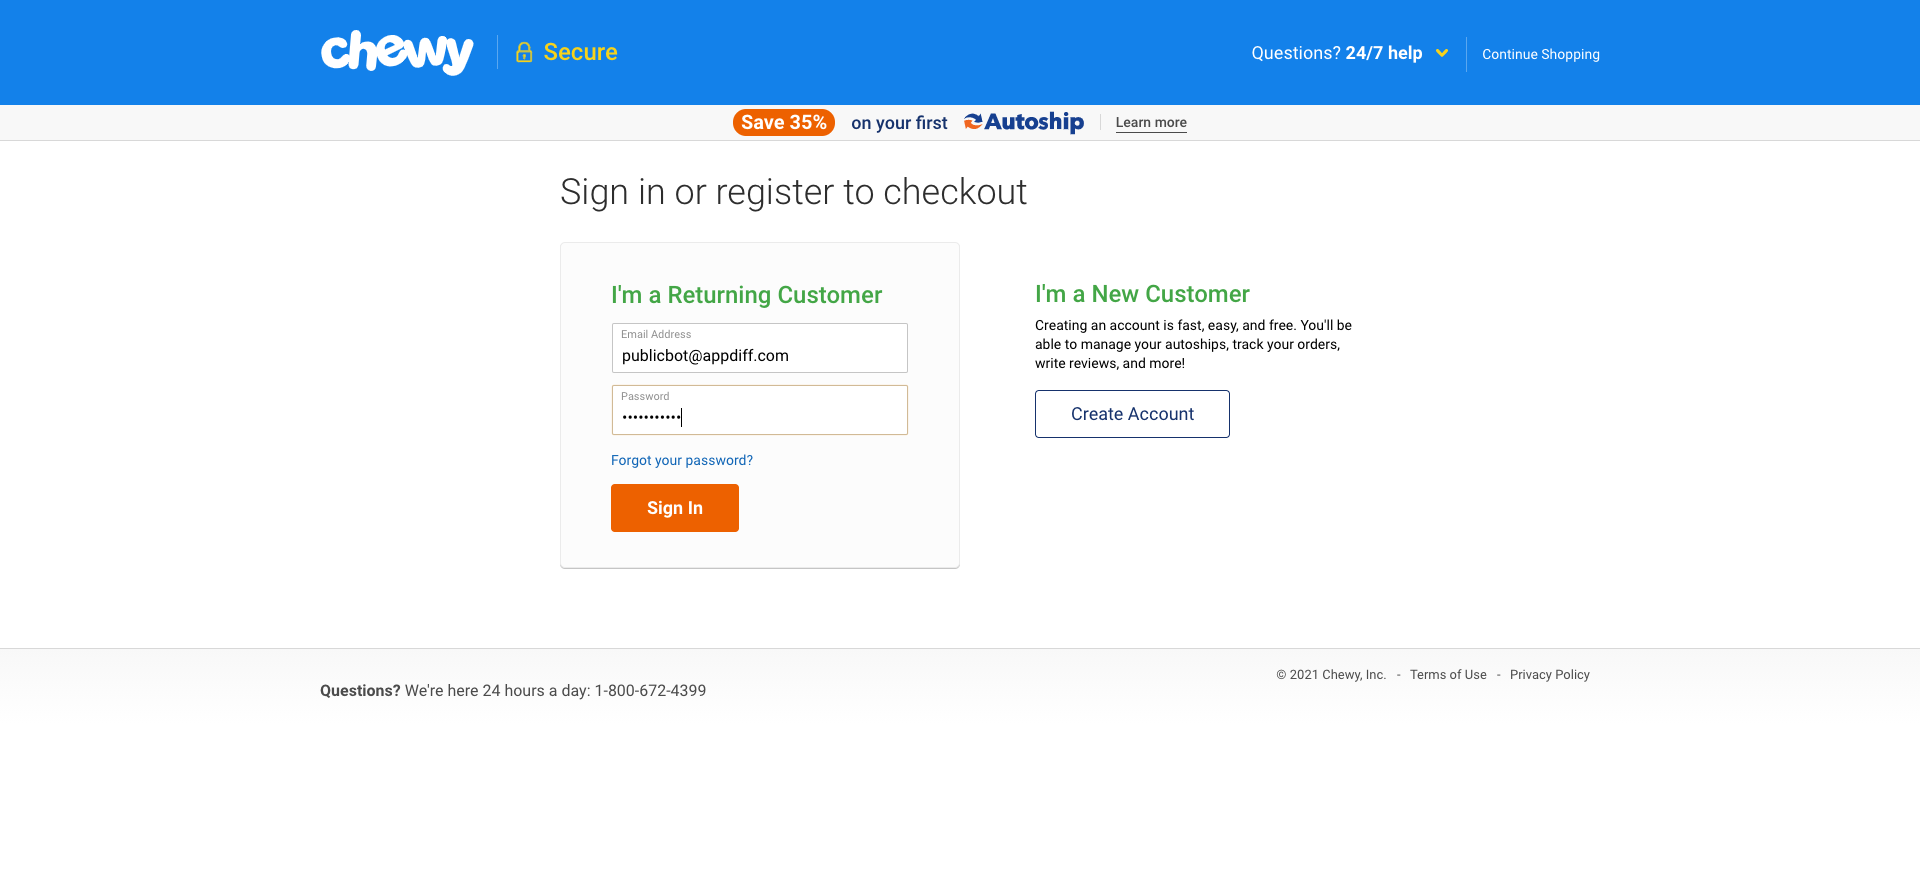 chewy
Secure
Questions? 24/7 help
Continue Shopping
Save 35% on your first Autoship
Learn more
Sign in or register to checkout
I'm a Returning Customer
Email Address
publicbot@appdiff.com
Password
•••••••••••
Forgot your password?
Sign In
I'm a New Customer
Creating an account is fast, easy, and free. You'll be
able to manage your autoships, track your orders,
write reviews, and more!
Create Account
Questions? We're here 24 hours a day: 1-800-672-4399
© 2021 Chewy, Inc. - Terms of Use - Privacy Policy